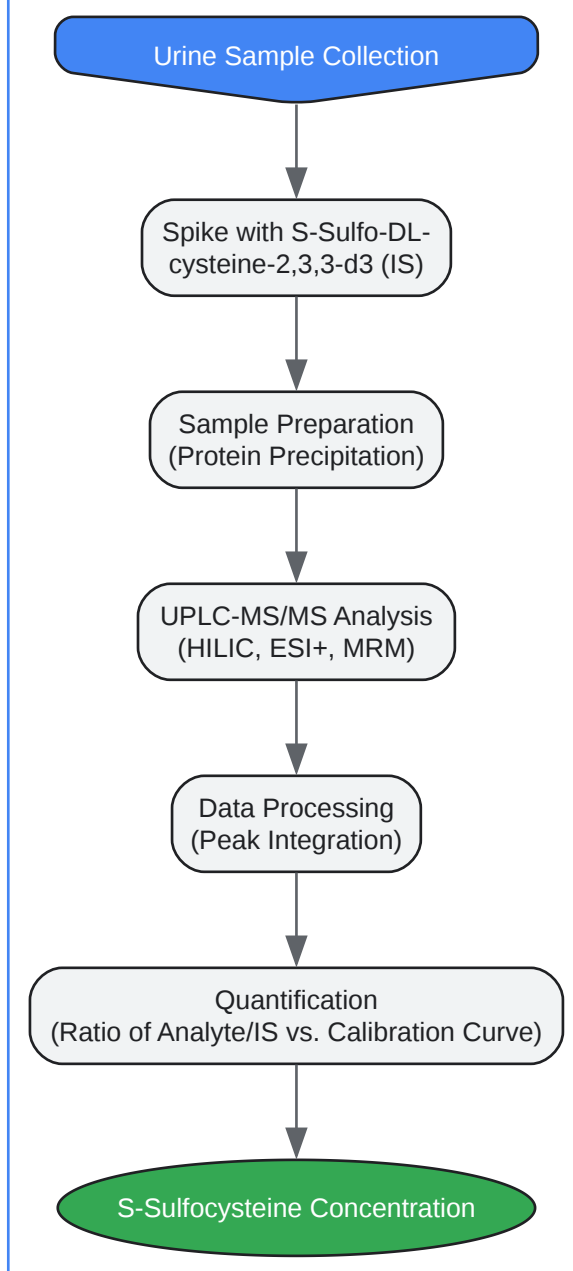 Urine Sample Collection
Spike with S-Sulfo-DL-
cysteine-2,3,3-d3 (IS)
Sample Preparation
(Protein Precipitation)
UPLC-MS/MS Analysis
(HILIC, ESI+, MRM)
Data Processing
(Peak Integration)
Quantification
(Ratio of Analyte/IS vs. Calibration Curve)
S-Sulfocysteine Concentration